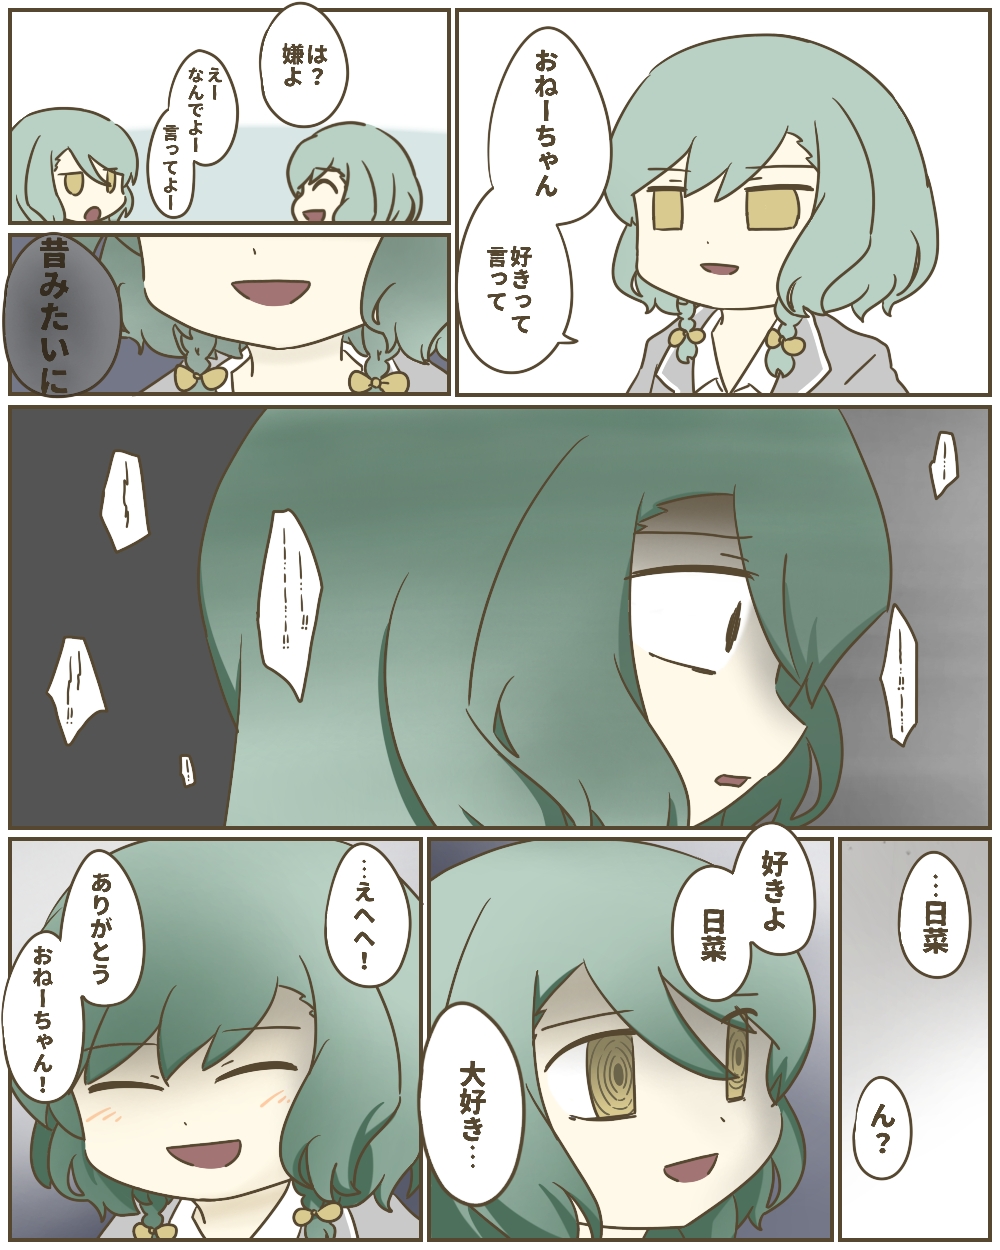 おねーちゃん
好きって
言って
は？
嫌よ
えー
なんでよー
言ってよー
昔みたいに
…日菜
ん？
好きよ
日菜
大好き…
…えへへ！
ありがとう
おねーちゃん！